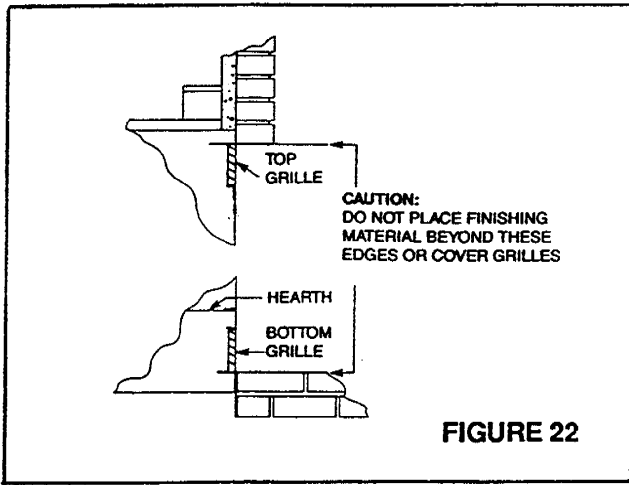 TOP
GRILLE
CAUTION:
DO NOT PLACE FINISHING
MATERIAL BEYOND THESE
EDGES OR COVER GRILLES
HEARTH
BOTTOM
GRILLE
FIGURE 22